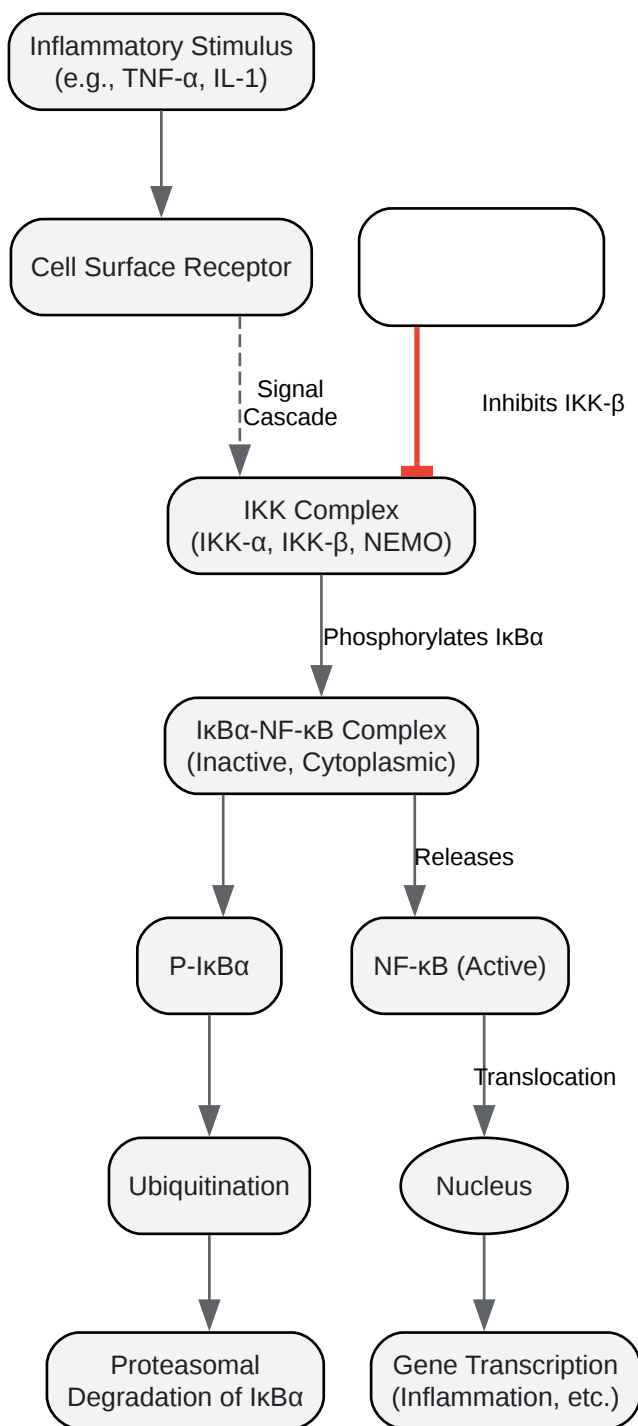 Inflammatory Stimulus
(e.g., TNF-α, IL-1)
Cell Surface Receptor
Signal
Cascade
Inhibits IKK-β
IKK Complex
(IKK-α, IKK-β, NEMO)
Phosphorylates IκBα
IκBα-NF-κB Complex
(Inactive, Cytoplasmic)
Releases
P-IκBα
NF-κB (Active)
Translocation
Ubiquitination
Nucleus
Proteasomal
Degradation of IκBα
Gene Transcription
(Inflammation, etc.)